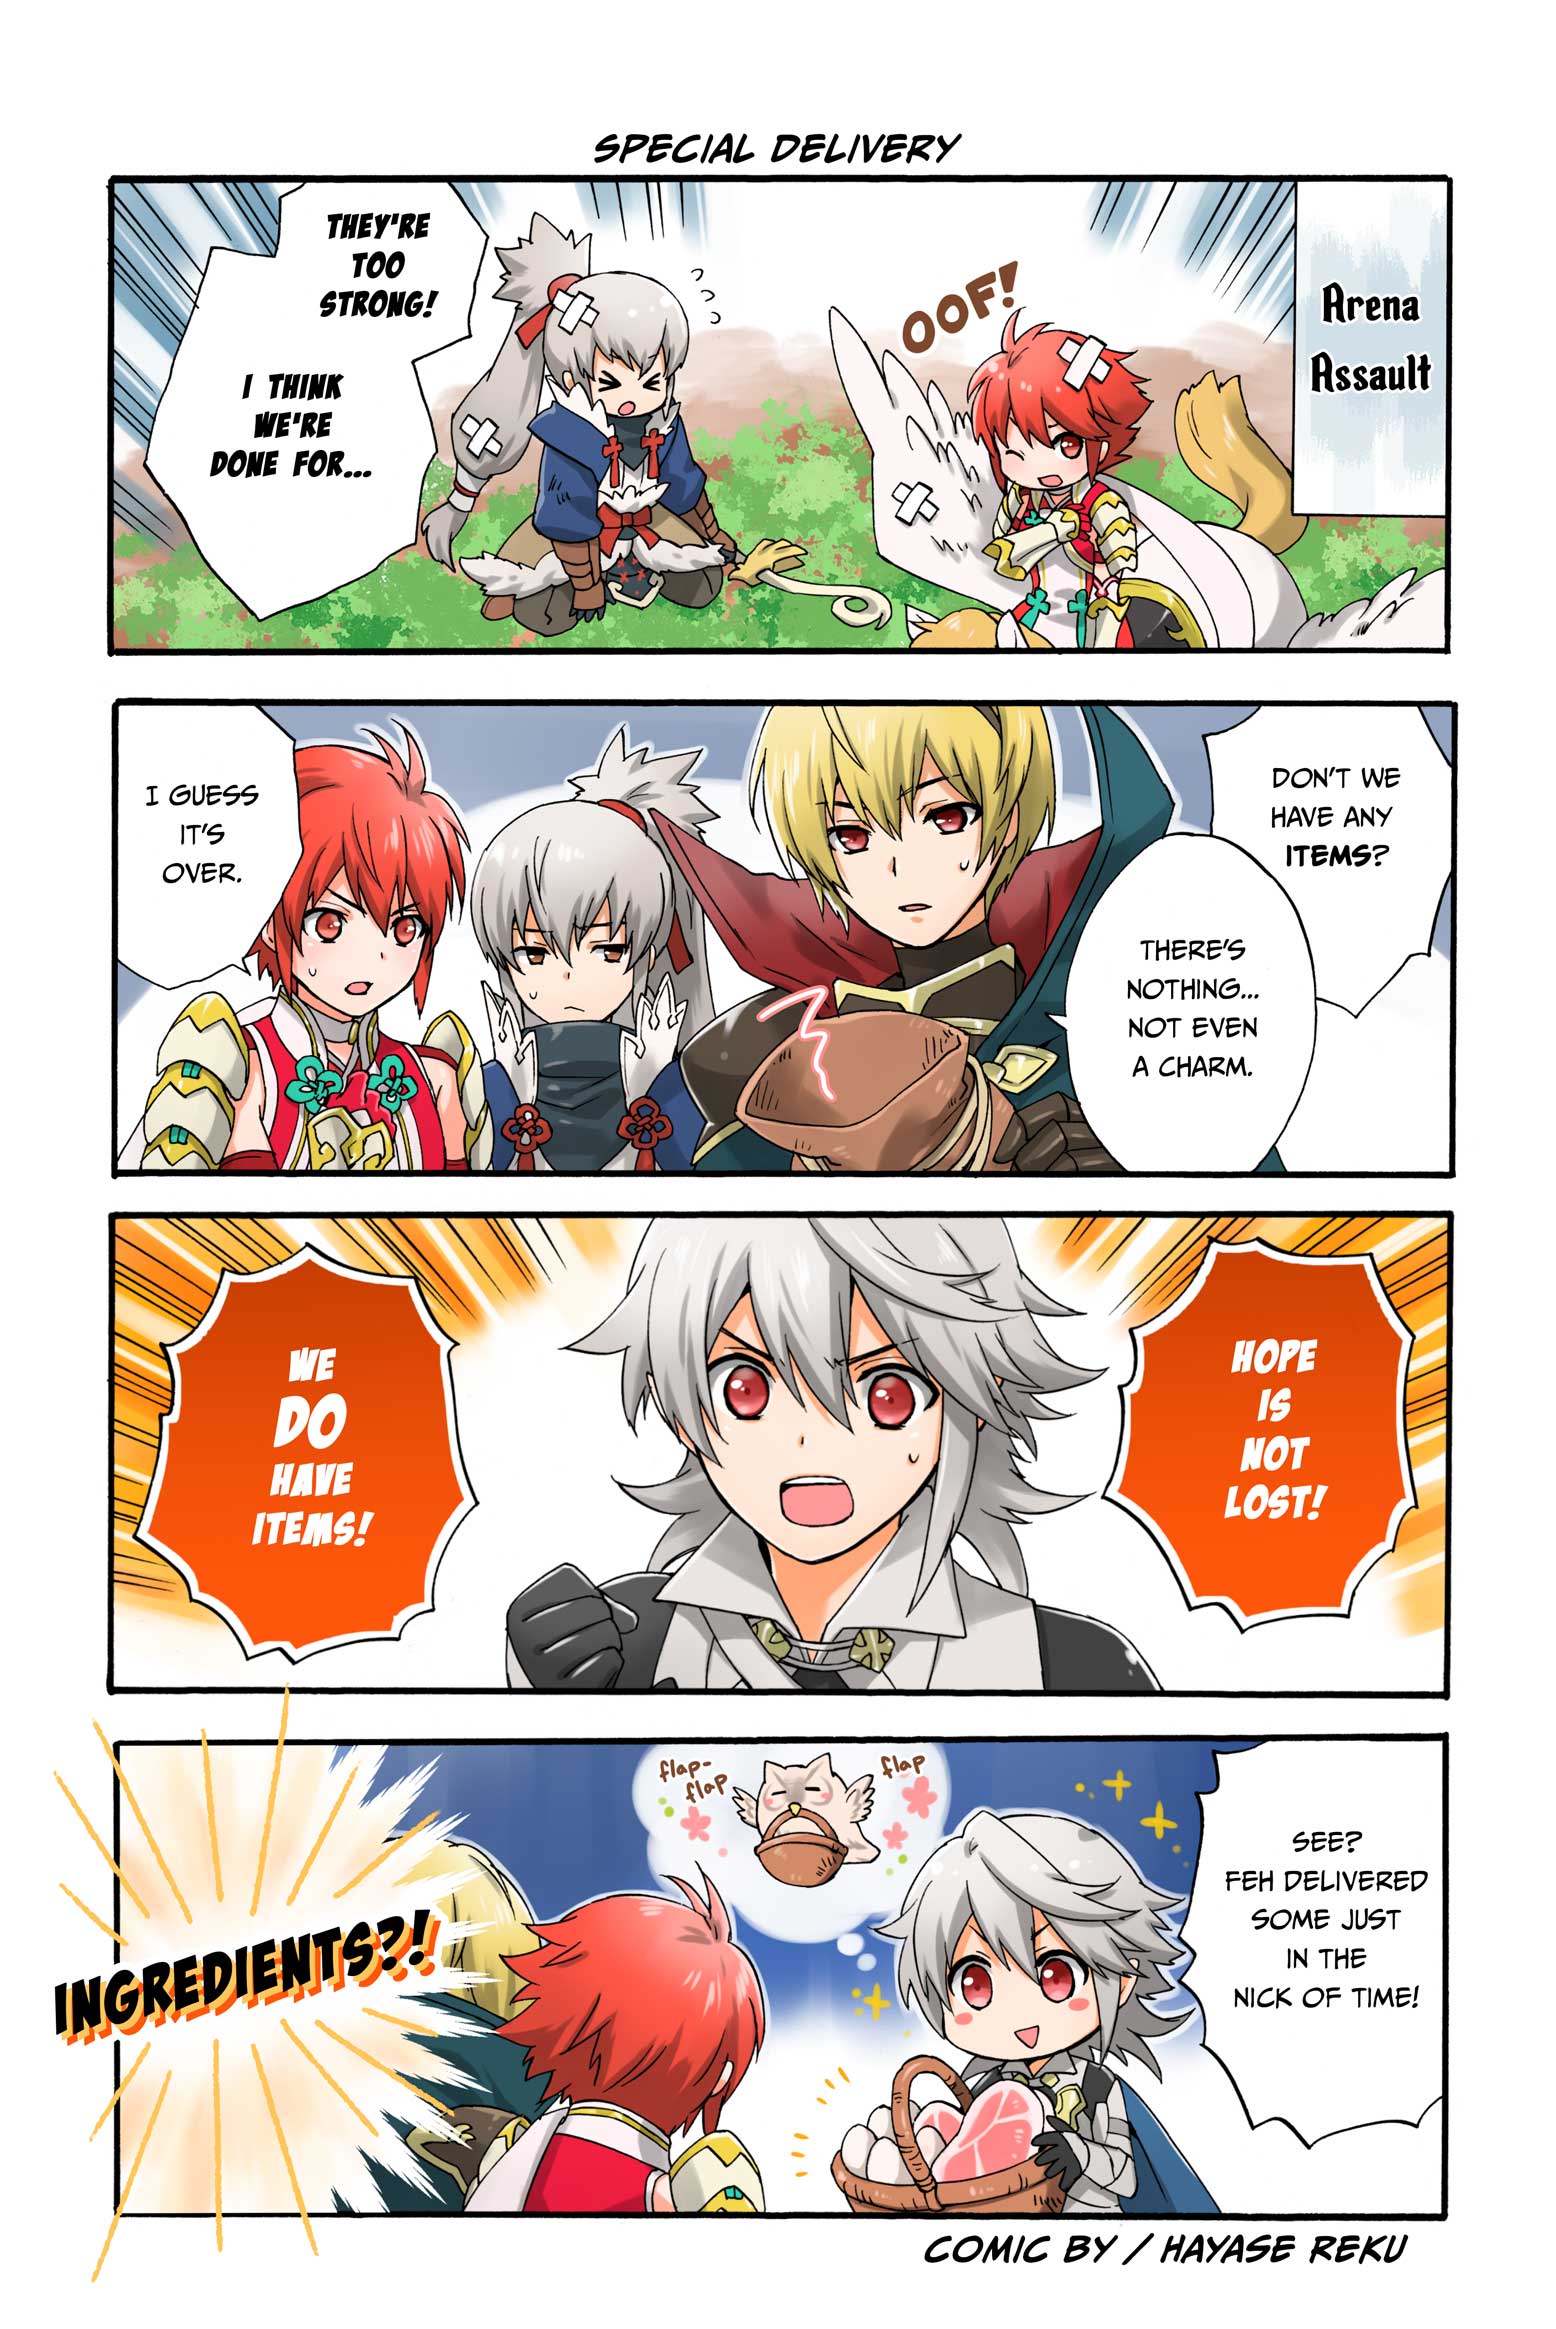 SPECIAL DELIVERY
Arena
Assault
OOF!
THEY'RE
TOO
STRONG!
I THINK
WE'RE
DONE FOR...
DON'T WE
HAVE ANY
ITEMS?
THERE'S
NOTHING...
NOT EVEN
A CHARM.
I GUESS
IT'S
OVER.
HOPE
IS
NOT
LOST!
WE
DO
HAVE
ITEMS!
SEE?
FEH DELIVERED
SOME JUST
IN THE
NICK OF TIME!
flap-
flap
flap
INGREDIENTS?!
COMIC BY / HAYASE REKU